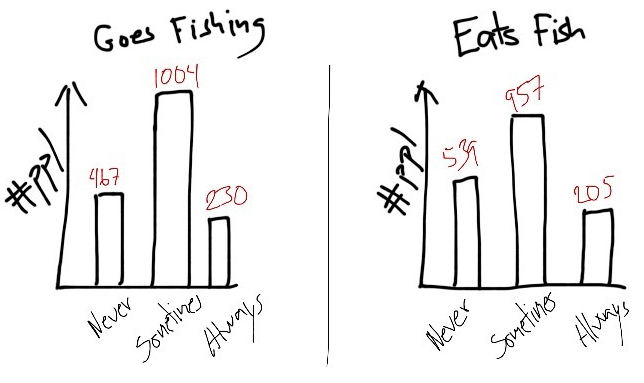 Goes Fishing
1004
467
230
#ppl
Never
Sometimes
Always
Eats Fish
957
539
205
#ppl
Never
Sometimes
Always